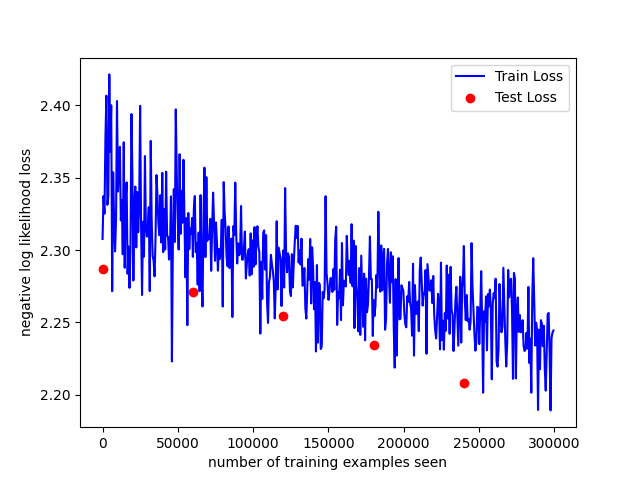 Train Loss
Test Loss
2.40
2.35
2.30
2.25
2.20
negative log likelihood loss
0 50000 100000 150000 200000 250000 300000
number of training examples seen